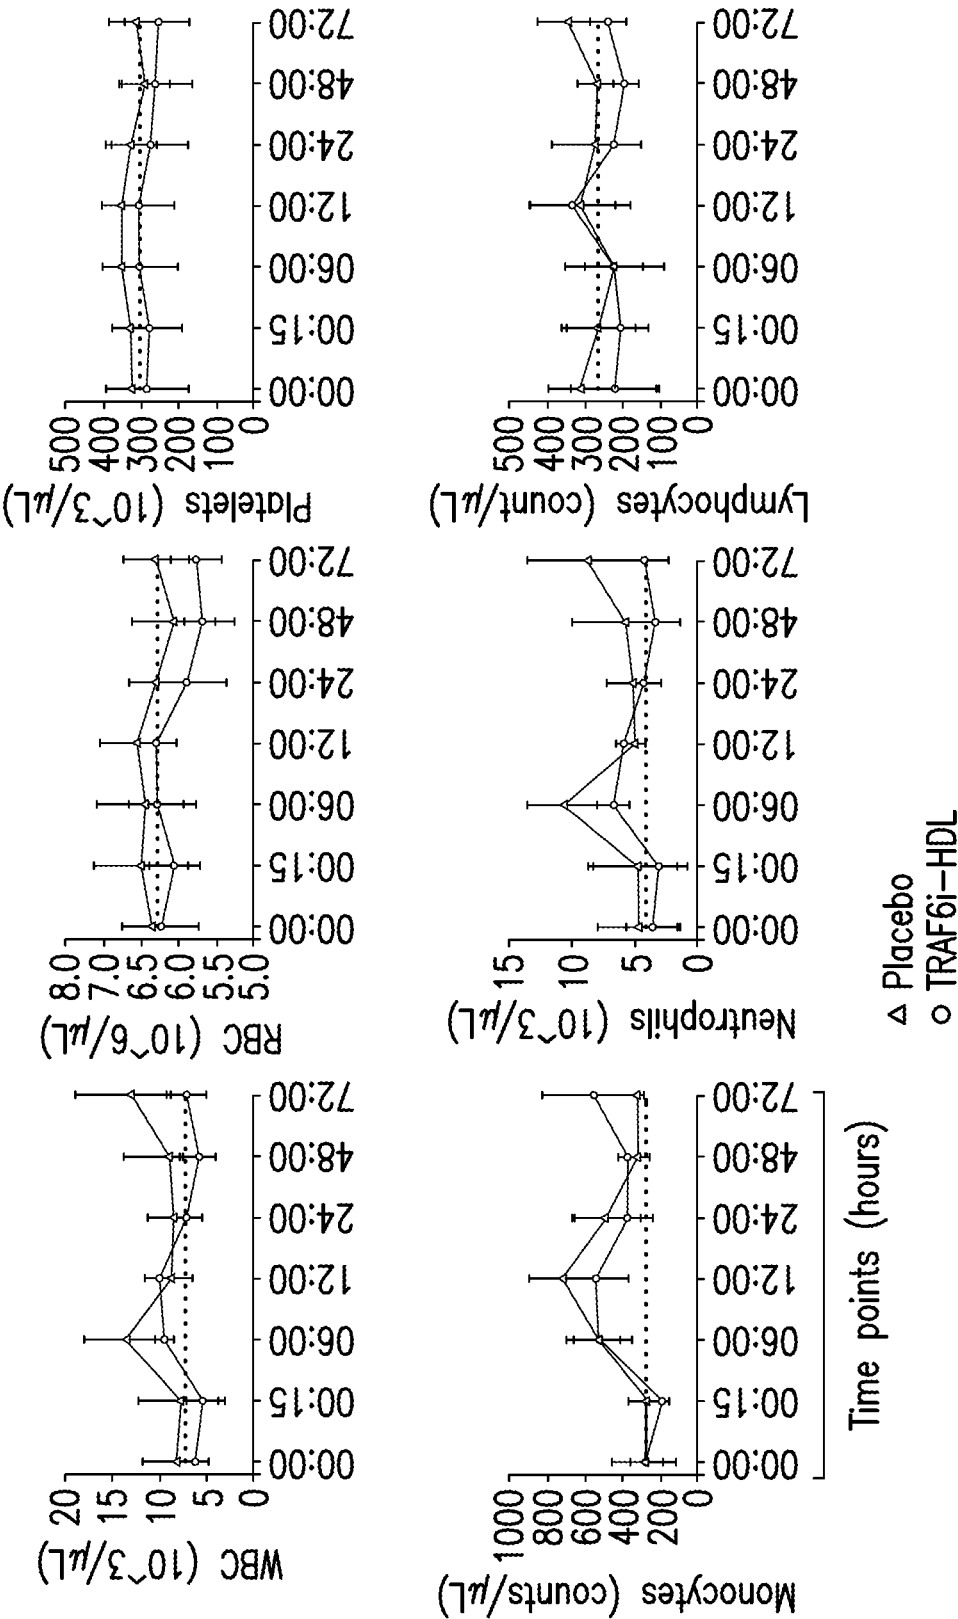 WBC (10^3/μL)
20
15
10
5
0
00:00 00:15 06:00 12:00 24:00 48:00 72:00
RBC (10^6/μL)
8.0
7.0
6.5
6.0
5.5
5.0
00:00 00:15 06:00 12:00 24:00 48:00 72:00
Platelets (10^3/μL)
500
400
300
200
100
0
00:00 00:15 06:00 12:00 24:00 48:00 72:00
Monocytes (counts/μL)
1000
800
600
400
200
0
00:00 00:15 06:00 12:00 24:00 48:00 72:00
Neutrophils (10^3/μL)
15
10
5
0
00:00 00:15 06:00 12:00 24:00 48:00 72:00
Lymphocytes (count/μL)
500
400
300
200
100
0
00:00 00:15 06:00 12:00 24:00 48:00 72:00
Time points (hours)
Placebo
TRAF6i-HDL